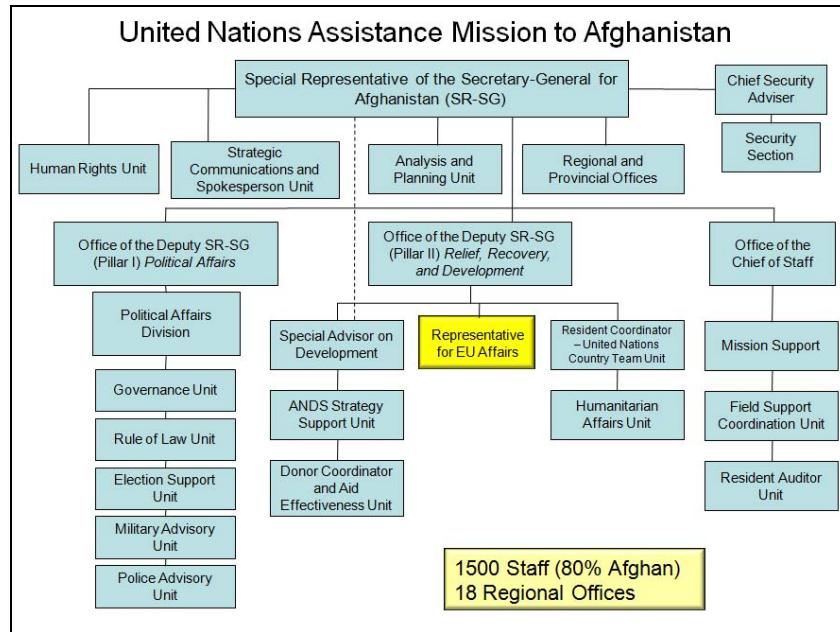 United Nations Assistance Mission to Afghanistan
Special Representative of the Secretary-General for
Afghanistan (SR-SG)
Chief Security
Adviser
Security
Section
Human Rights Unit
Strategic
Communications and
Spokesperson Unit
Analysis and
Planning Unit
Regional and
Provincial Offices
Office of the Deputy SR-SG
(Pillar I) Political Affairs
Office of the Deputy SR-SG
(Pillar II) Relief, Recovery,
and Development
Office of the
Chief of Staff
Political Affairs
Division
Governance Unit
Rule of Law Unit
Election Support
Unit
Military Advisory
Unit
Police Advisory
Unit
Special Advisor on
Development
ANDS Strategy
Support Unit
Donor Coordinator
and Aid
Effectiveness Unit
Representative
for EU Affairs
Resident Coordinator
– United Nations
Country Team Unit
Humanitarian
Affairs Unit
Mission Support
Field Support
Coordination Unit
Resident Auditor
Unit
1500 Staff (80% Afghan)
18 Regional Offices